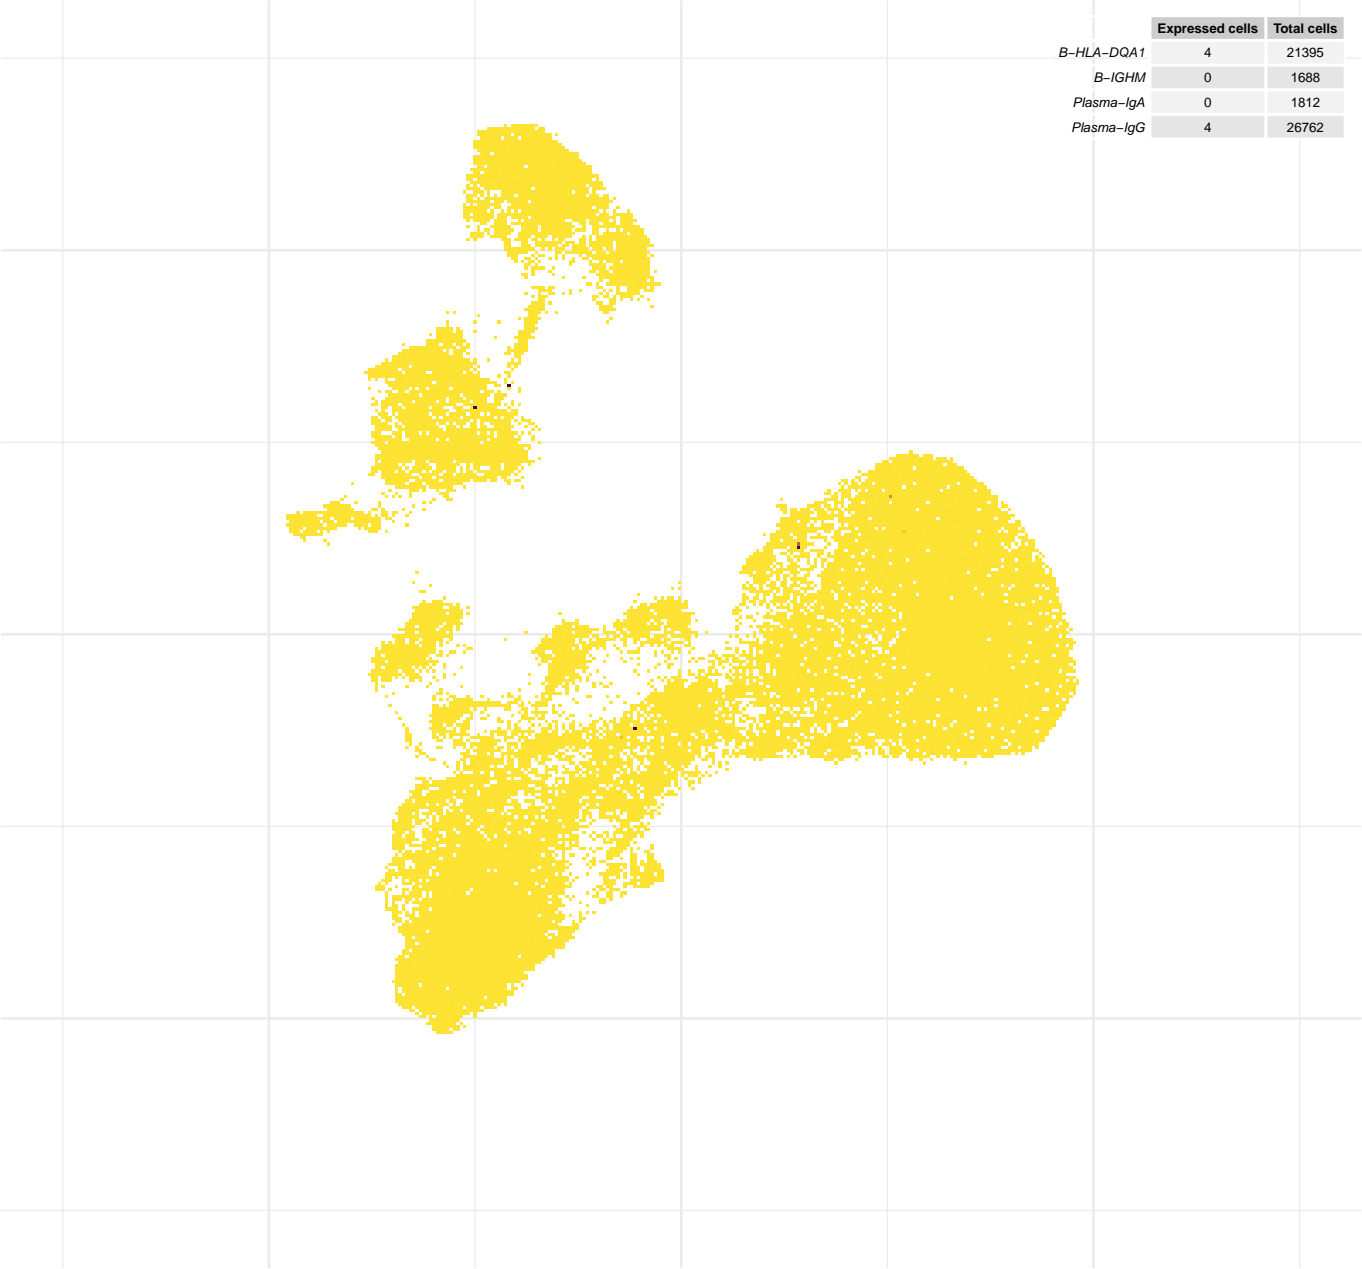 Expressed cells Total cells
B−HLA−DQA1 4 21395
B−IGHM 0 1688
Plasma−IgA 0 1812
Plasma−IgG 4 26762